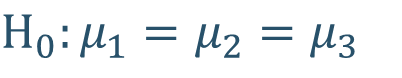 H₀: μ₁ = μ₂ = μ₃